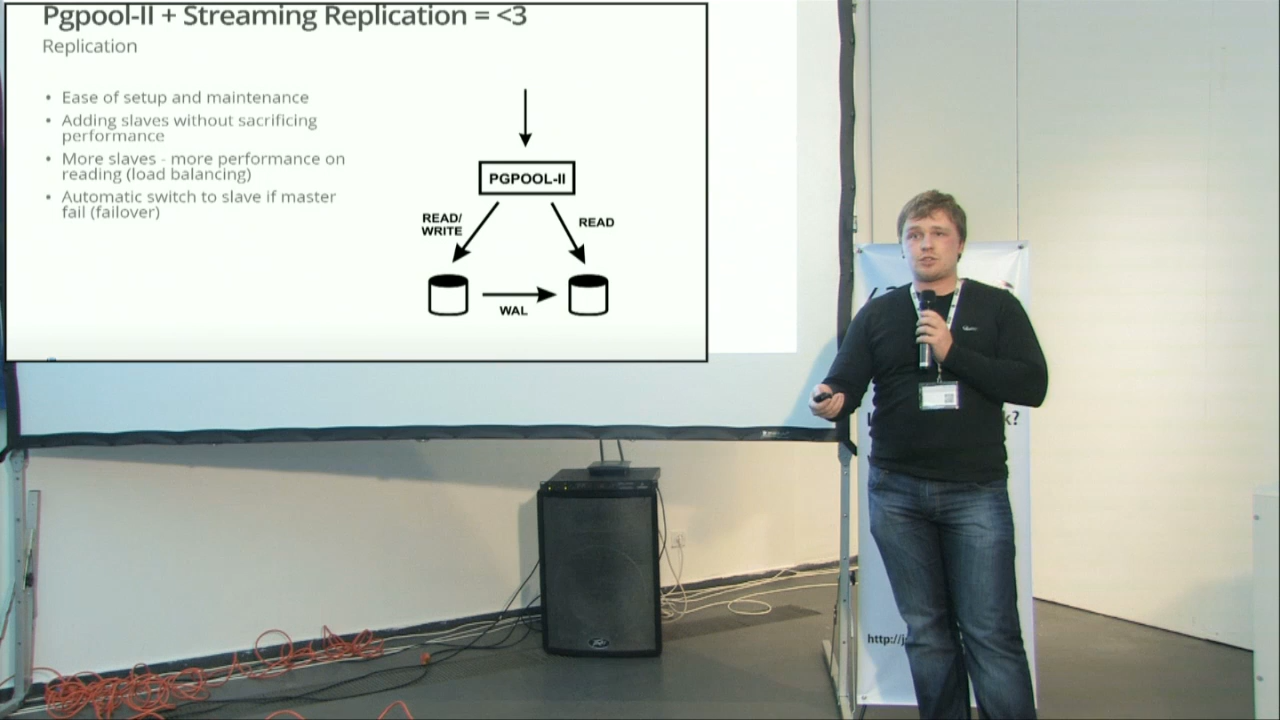 Pgpool-II + Streaming Replication = <3
Replication
• Ease of setup and maintenance
• Adding slaves without sacrificing
performance
• More slaves - more performance on
reading (load balancing)
• Automatic switch to slave if master
fail (failover)
PGPOOL-II
READ/
WRITE
READ
WAL
k?
http://j